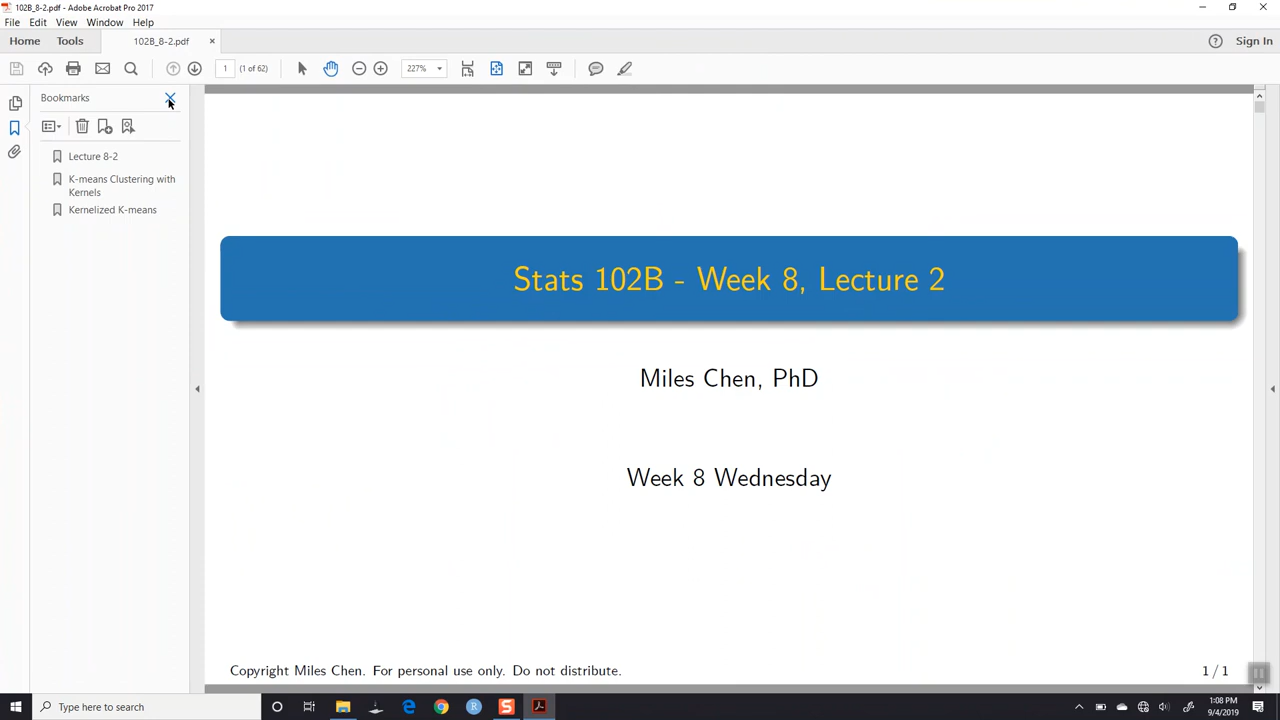 102B_8-2.pdf - Adobe Acrobat Pro 2017
File Edit View Window Help
Home Tools 102B_8-2.pdf × Sign In
1 (1 of 62) 227%
Bookmarks
Lecture 8-2
K-means Clustering with
Kernels
Kernelized K-means
Stats 102B - Week 8, Lecture 2
Miles Chen, PhD
Week 8 Wednesday
Copyright Miles Chen. For personal use only. Do not distribute. 1 / 1
Type here to search
1:08 PM
9/4/2019